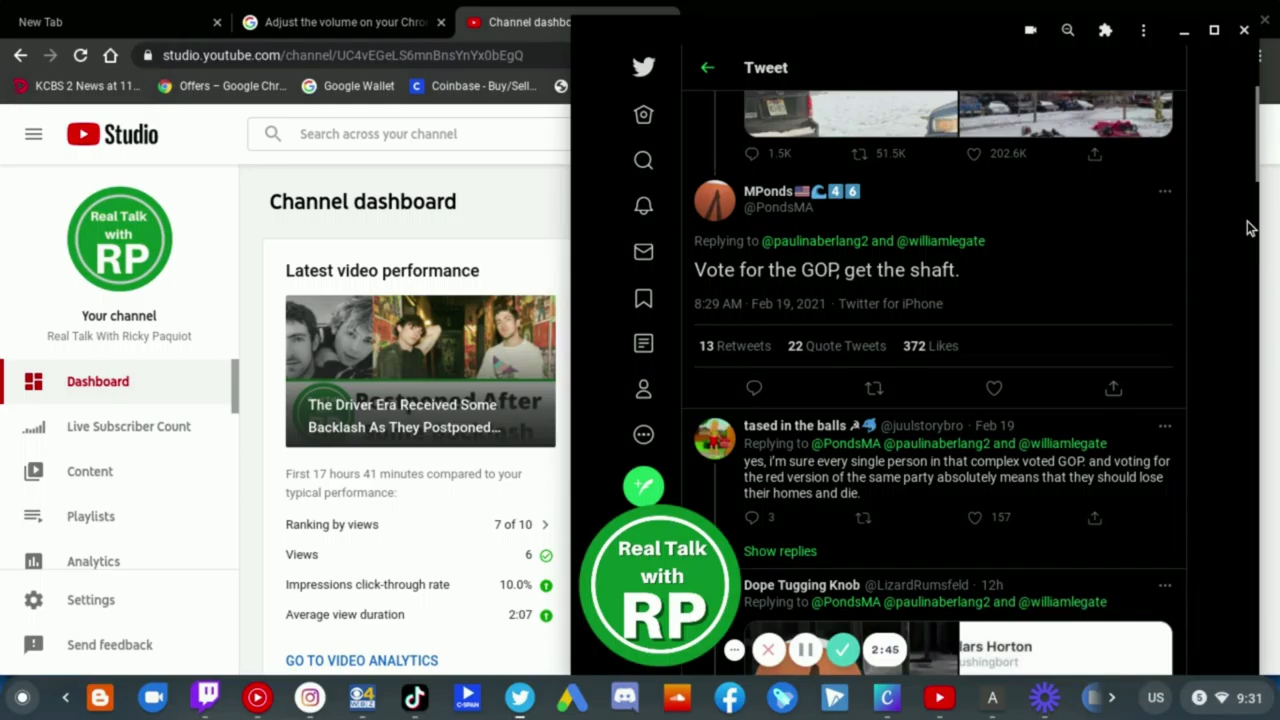 New Tab
Adjust the volume on your Chro
Channel dashbo
studio.youtube.com/channel/UC4vEGeLS6mnBnsYnYx0bEgQ
KCBS 2 News at 11...
Offers – Google Chr...
Google Wallet
Coinbase - Buy/Sell...
Studio
Search across your channel
Real Talk
with
RP
Your channel
Real Talk With Ricky Paquiot
Dashboard
Live Subscriber Count
Content
Playlists
Analytics
Settings
Send feedback
Channel dashboard
Latest video performance
Postponed After
The Driver Era Received Some
Backlash As They Postponed...
First 17 hours 41 minutes compared to your
typical performance:
Ranking by views 7 of 10
Views 6
Impressions click-through rate 10.0%
Average view duration 2:07
GO TO VIDEO ANALYTICS
Tweet
1.5K 51.5K 202.6K
MPonds🇺🇸🌊4️⃣6️⃣
@PondsMA
Replying to @paulinaberlang2 and @williamlegate
Vote for the GOP, get the shaft.
8:29 AM · Feb 19, 2021 · Twitter for iPhone
13 Retweets 22 Quote Tweets 372 Likes
tased in the balls @juulstorybro · Feb 19
Replying to @PondsMA @paulinaberlang2 and @williamlegate
yes, i'm sure every single person in that complex voted GOP. and voting for
the red version of the same party absolutely means that they should lose
their homes and die.
3 157
Show replies
Dope Tugging Knob @LizardRumsfeld · 12h
Replying to @PondsMA @paulinaberlang2 and @williamlegate
lars Horton
ushingbort
Real Talk
with
RP
2:45
C-SPAN
US
5
9:31